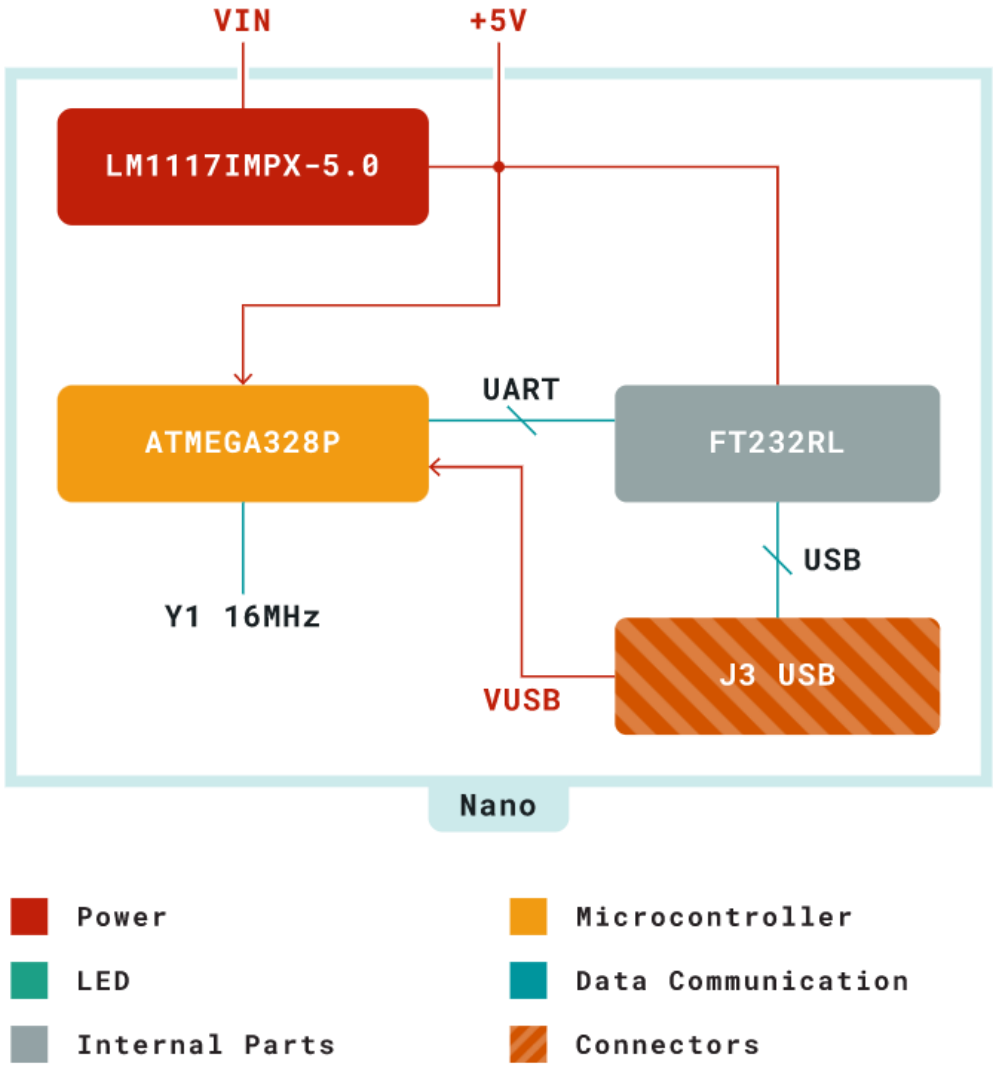 VIN
+5V
LM1117IMPX-5.0
UART
ATMEGA328P
FT232RL
USB
Y1 16MHz
J3 USB
VUSB
Nano
Power
Microcontroller
LED
Data Communication
Internal Parts
Connectors